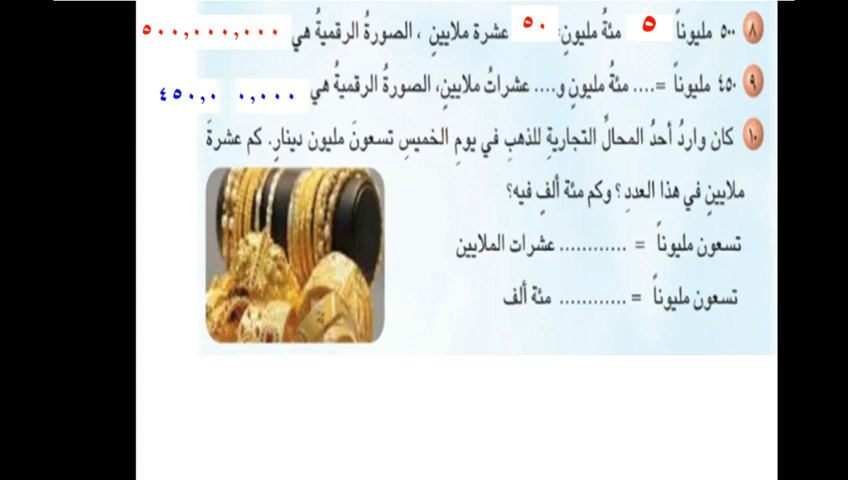 ٨ ٥٠٠ مليوناً ٥ مئةُ مليونٍ، ٥٠ عشرة ملايينٍ ، الصورةُ الرقميةُ هي ٥٠٠,٠٠٠,٠٠٠
٩ ٤٥٠ مليوناً =.... مئةُ مليونٍ و.... عشراتُ ملايينٍ، الصورةُ الرقميةُ هي ٤٥٠,٠ ٠,٠٠٠
١٠ كان واردُ أحدُ المحالِّ التجاريةِ للذهبِ في يومِ الخميسِ تسعونَ مليون دينارٍ. كم عشرةَ
ملايينٍ في هذا العددِ؟ وكم مئة ألفٍ فيه؟
تسعون مليوناً = ............ عشرات الملايين
تسعون مليوناً = ............ مئة ألف